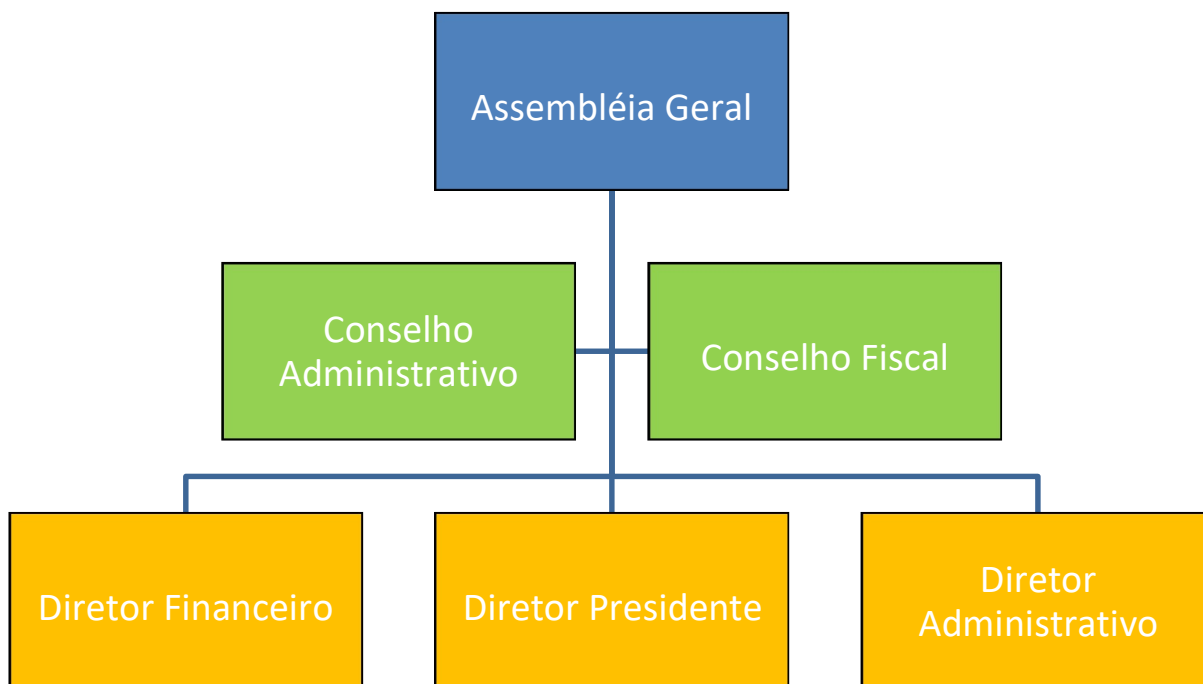 Assembléia Geral
Conselho
Administrativo
Conselho Fiscal
Diretor Financeiro
Diretor Presidente
Diretor
Administrativo